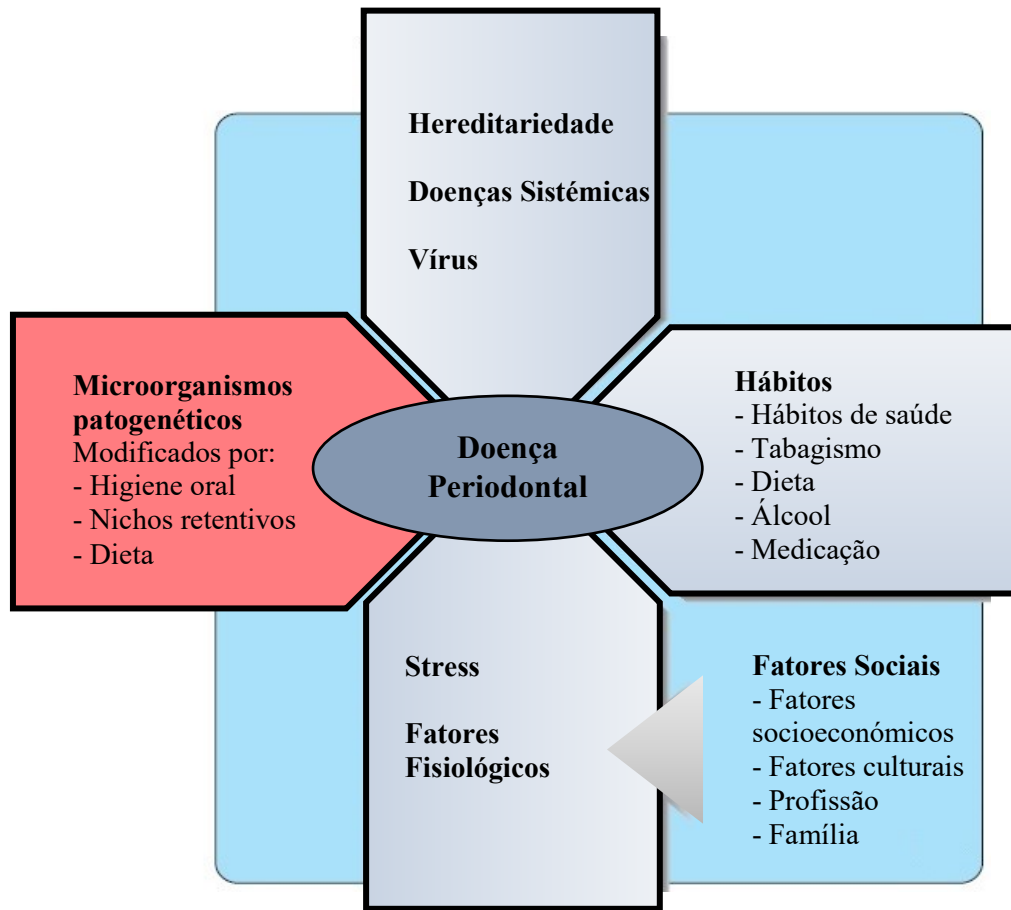 Hereditariedade
Doenças Sistémicas
Vírus
Microorganismos
patogenéticos
Modificados por:
- Higiene oral
- Nichos retentivos
- Dieta
Doença
Periodontal
Hábitos
- Hábitos de saúde
- Tabagismo
- Dieta
- Álcool
- Medicação
Stress
Fatores
Fisiológicos
Fatores Sociais
- Fatores
socioeconómicos
- Fatores culturais
- Profissão
- Família